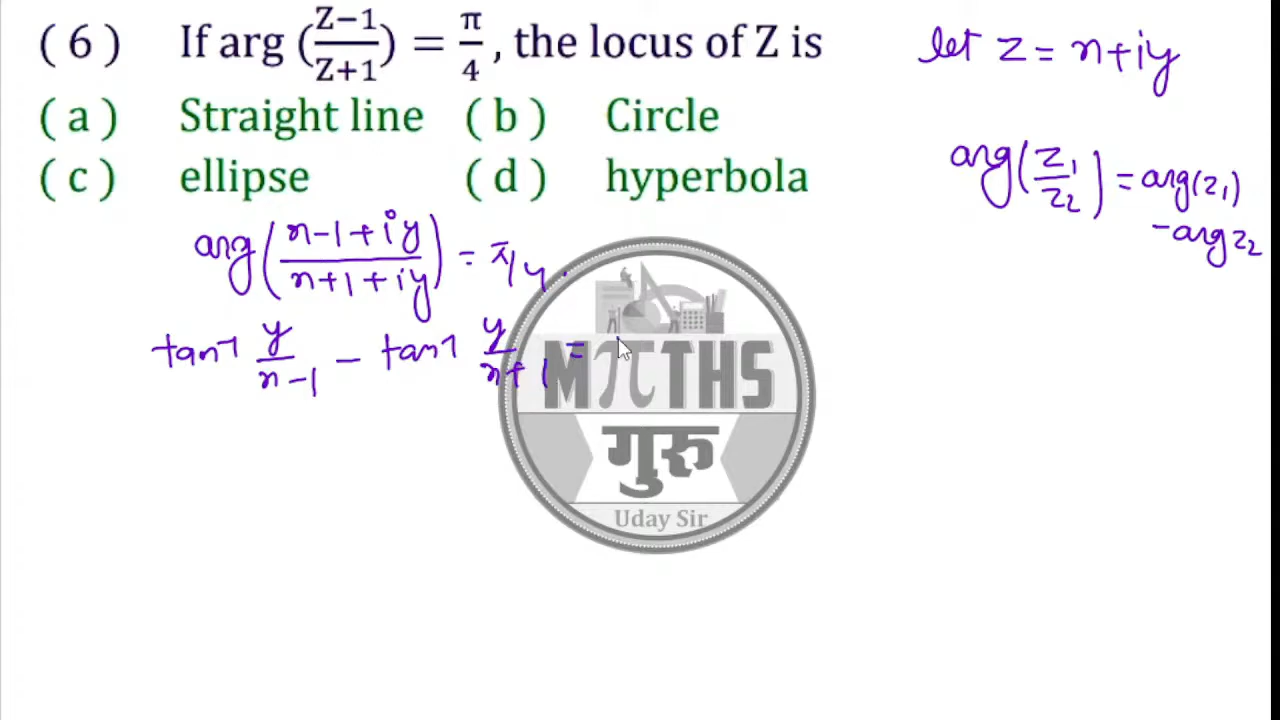 ( 6 ) If arg (Z−1/Z+1) = π/4 , the locus of Z is
( a ) Straight line ( b ) Circle
( c ) ellipse ( d ) hyperbola
let z = x+iy
arg(z₁/z₂) = arg(z₁)
-arg z₂
arg(x-1+iy/x+1+iy) = π/4 .
tan⁻¹ y/x-1 - tan⁻¹ y/x+1 =
MπTHS
गुरु
Uday Sir